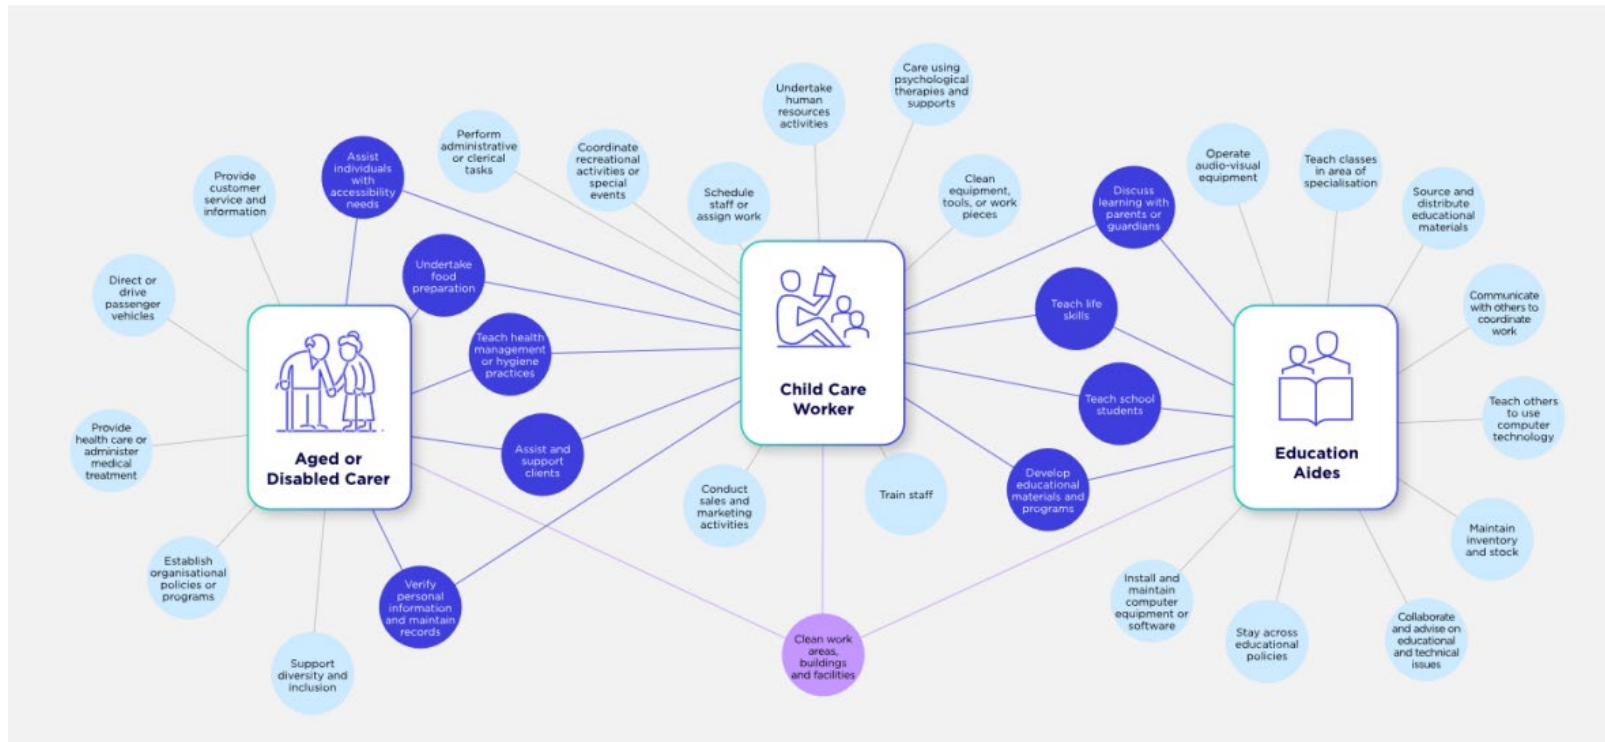 Provide
customer
service and
information
Assist
individuals
with
accessibility
needs
Perform
administrative
or clerical
tasks
Coordinate
recreational
activities or
special
events
Undertake
human
resources
activities
Care using
psychological
therapies and
supports
Schedule
staff or
assign work
Clean
equipment,
tools, or work
pieces
Discuss
learning with
parents or
guardians
Operate
audio-visual
equipment
Teach classes
in area of
specialisation
Source and
distribute
educational
materials
Direct or
drive
passenger
vehicles
Undertake
food
preparation
Teach health
management
or hygiene
practices
Teach life
skills
Communicate
with others to
coordinate
work
Child Care
Worker
Provide
health care or
administer
medical
treatment
Aged or
Disabled Carer
Assist and
support
clients
Teach school
students
Education
Aides
Teach others
to use
computer
technology
Conduct
sales and
marketing
activities
Train staff
Develop
educational
materials and
programs
Maintain
inventory
and stock
Establish
organisational
policies or
programs
Verify
personal
information
and maintain
records
Support
diversity and
inclusion
Clean work
areas,
buildings
and facilities
Install and
maintain
computer
equipment or
software
Stay across
educational
policies
Collaborate
and advise on
educational
and technical
issues